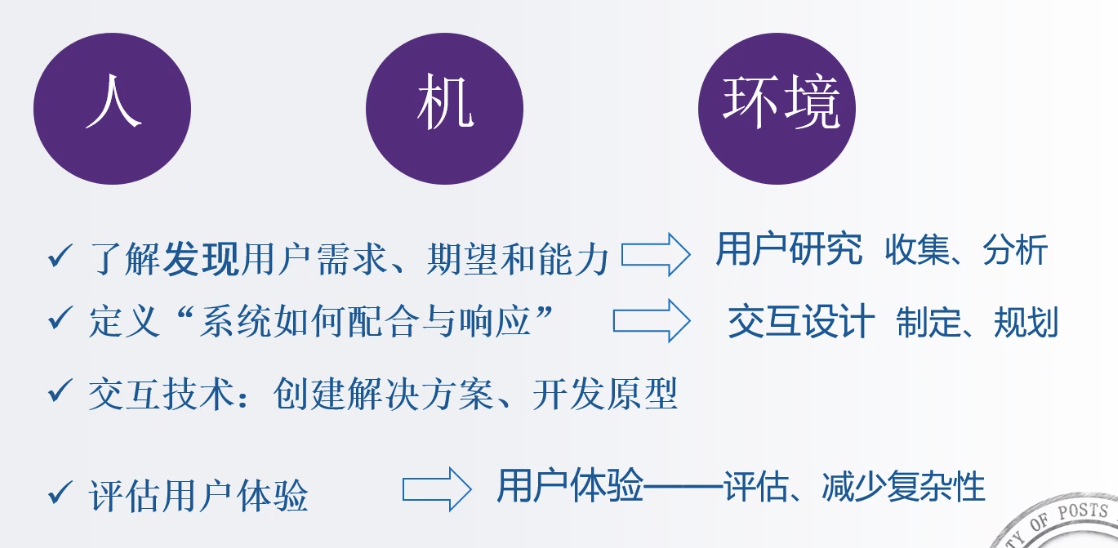 人 机 环境
✓ 了解发现用户需求、期望和能力 用户研究 收集、分析
✓ 定义“系统如何配合与响应” 交互设计 制定、规划
✓ 交互技术：创建解决方案、开发原型
✓ 评估用户体验 用户体验——评估、减少复杂性
OF POSTS